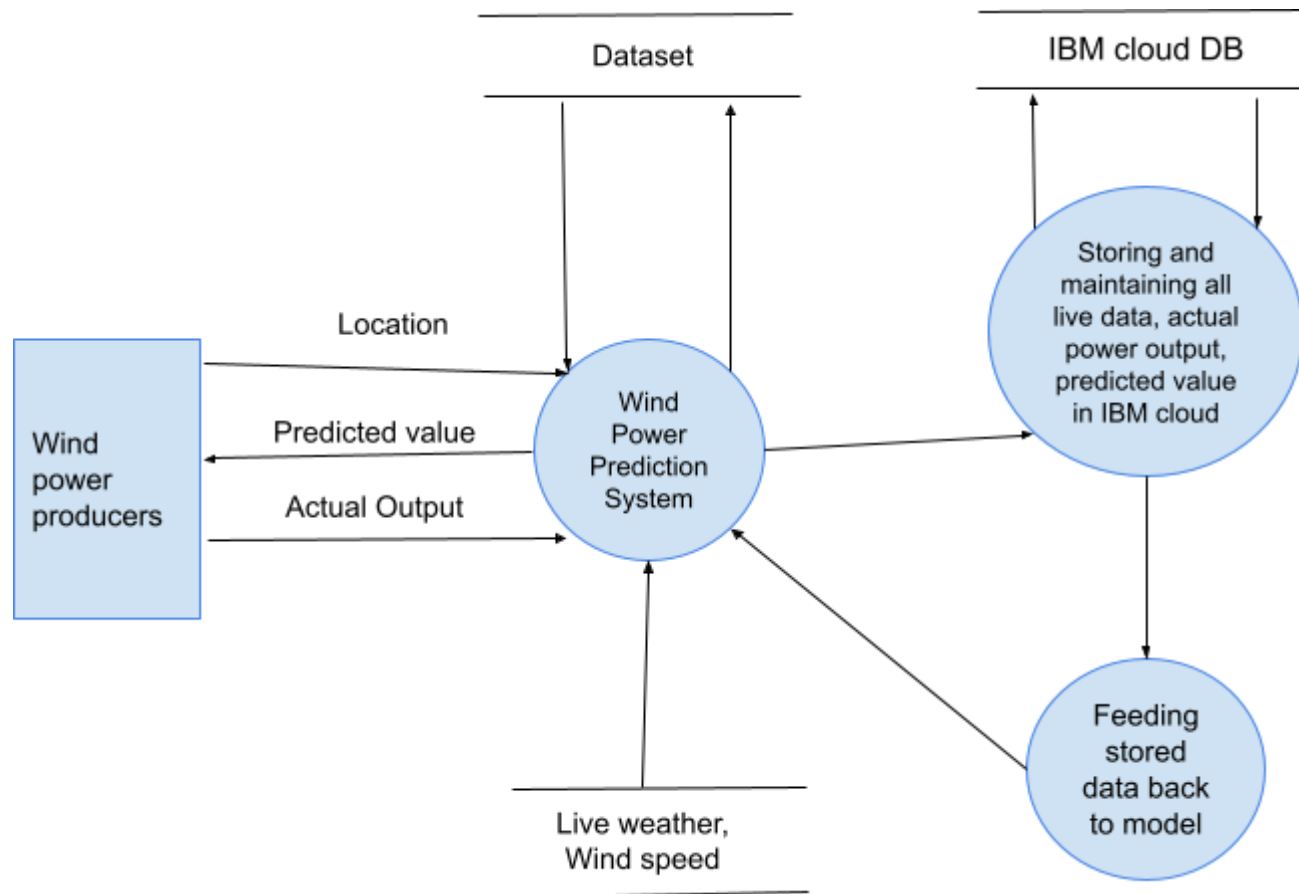 Dataset
IBM cloud DB
Storing and
maintaining all
live data, actual
power output,
predicted value
in IBM cloud
Location
Wind
power
producers
Predicted value
Actual Output
Wind
Power
Prediction
System
Feeding
stored
data back
to model
Live weather,
Wind speed